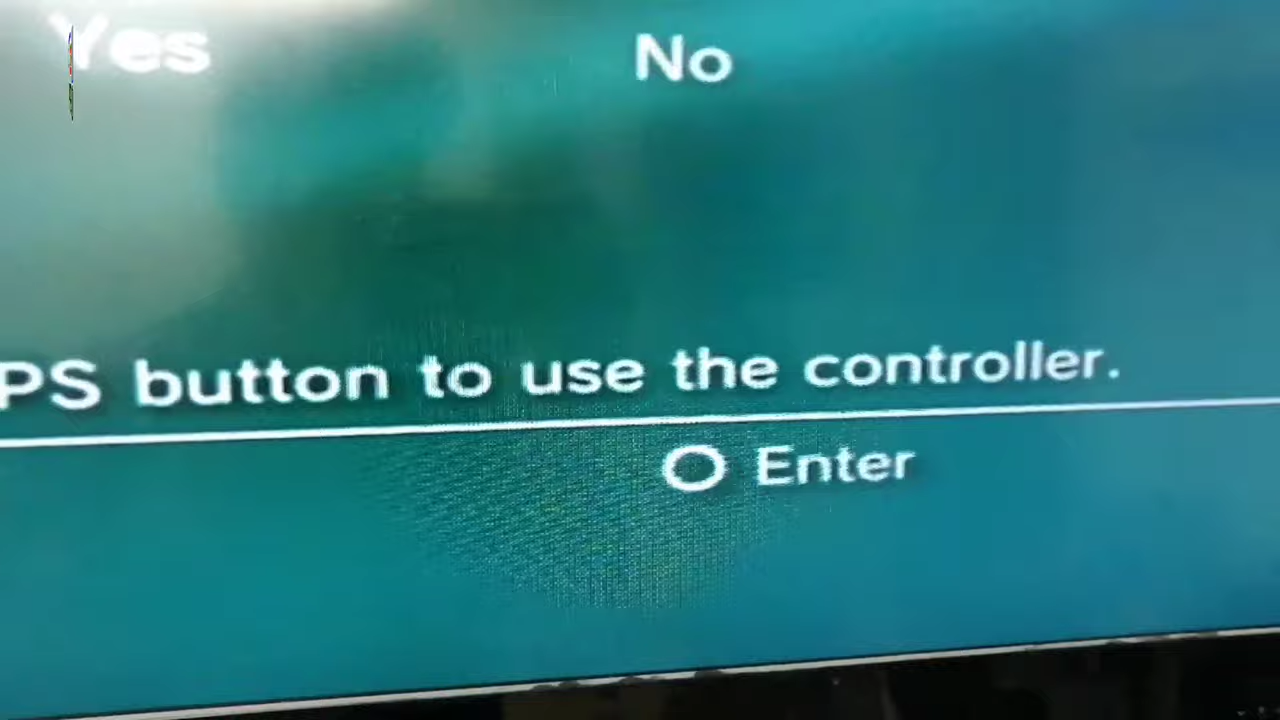 Yes No
PS button to use the controller.
Enter